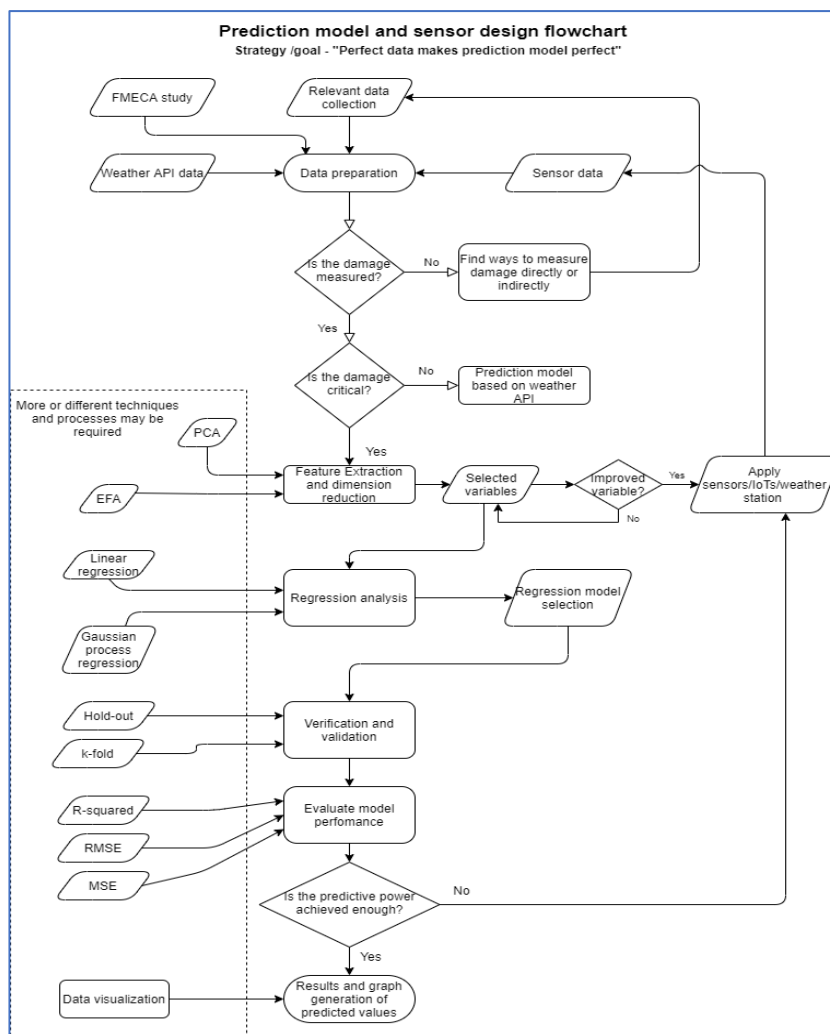 Prediction model and sensor design flowchart
Strategy /goal - "Perfect data makes prediction model perfect"
FMECA study
Relevant data
collection
Weather API data
Data preparation
Sensor data
Is the damage
measured?
No
Find ways to measure
damage directly or
indirectly
Yes
Is the damage
critical?
No
Prediction model
based on weather
API
More or different techniques
and processes may be
required
PCA
Yes
Feature Extraction
and dimension
reduction
Selected
variables
Improved
variable?
Yes
No
Apply
sensors/IoTs/weather
station
EFA
Linear
regression
Regression analysis
Regression model
selection
Gaussian
process
regression
Hold-out
Verification and
validation
k-fold
R-squared
Evaluate model
perfomance
RMSE
MSE
Is the predictive power
achieved enough?
No
Yes
Data visualization
Results and graph
generation of
predicted values